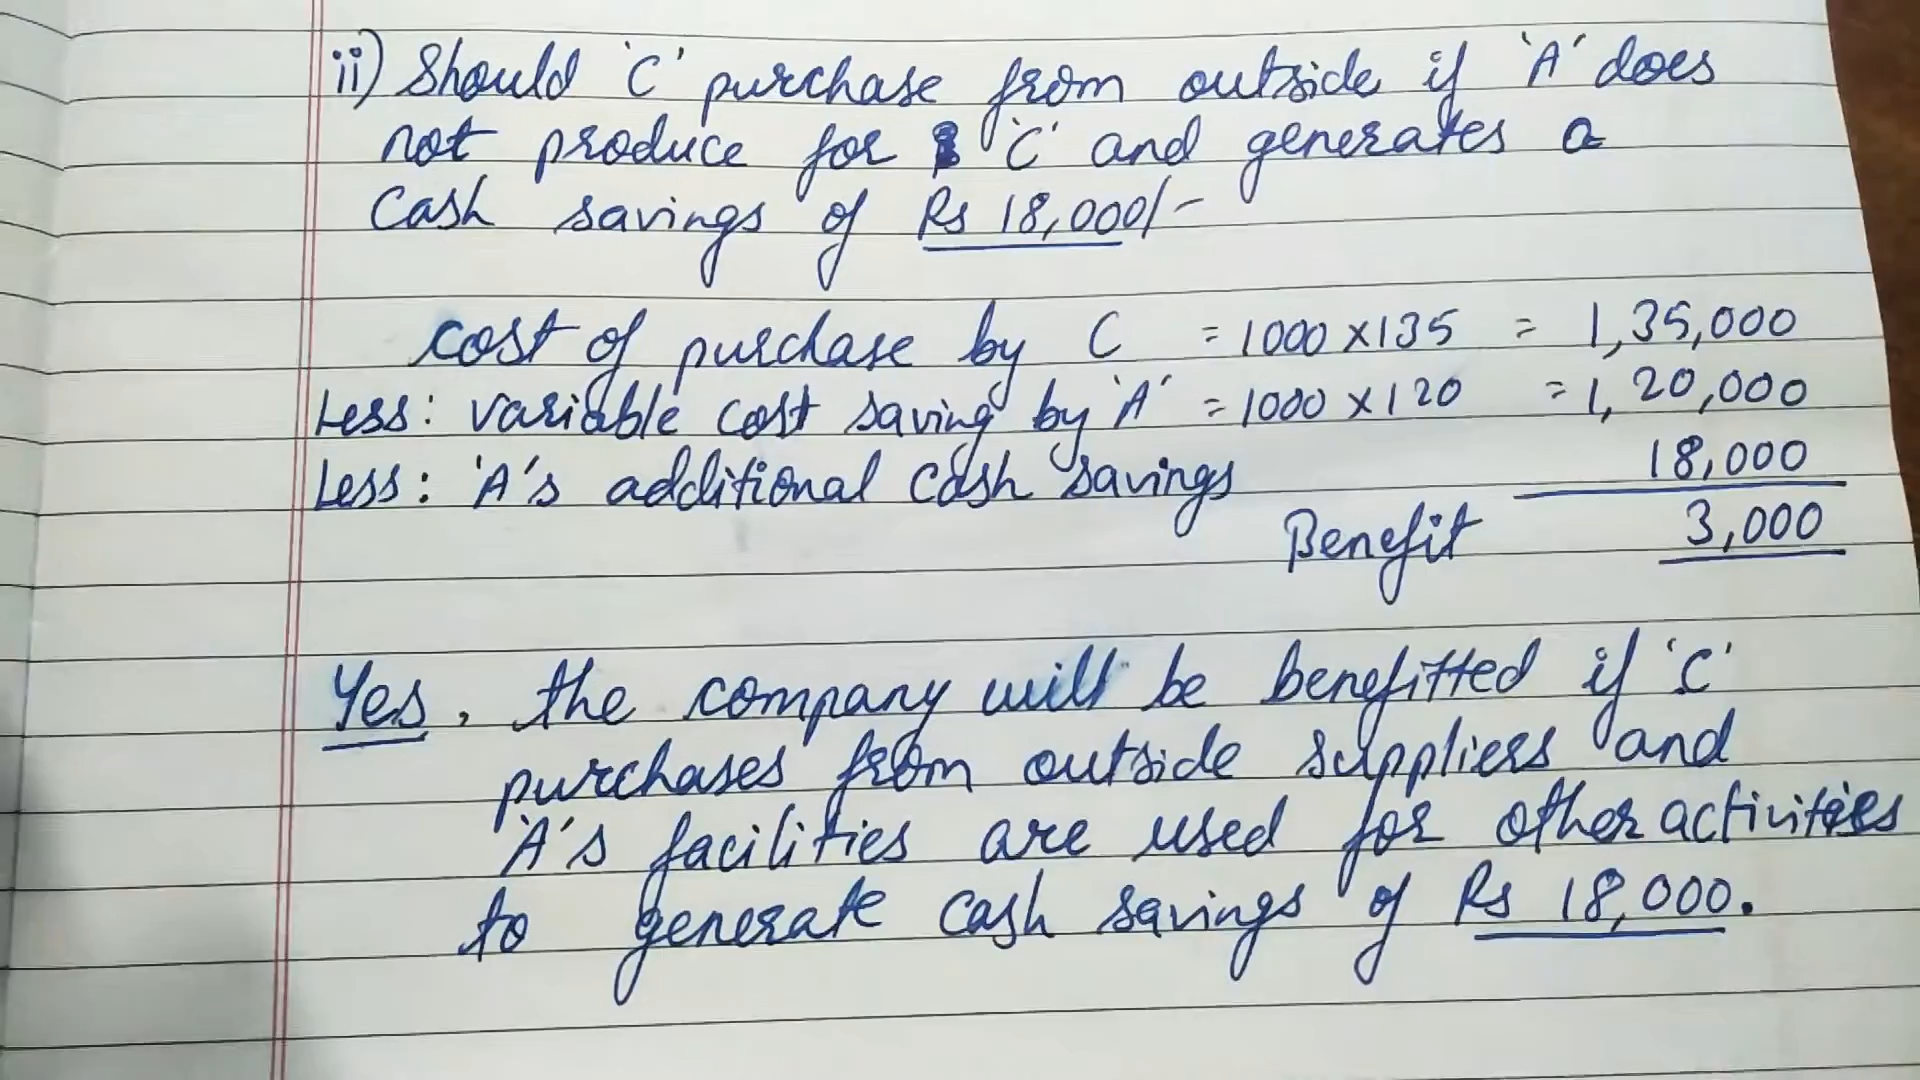 ii) Should 'C' purchase from outside if 'A' does
not produce for 'C' and generates a
cash savings of Rs 18,000/-
cost of purchase by C = 1000 x 135 = 1,35,000
Less: variable cost saving by 'A' = 1000 x 120 = 1,20,000
Less: 'A's additional cash savings 18,000
Benefit 3,000
Yes, the company will be benefitted if 'C'
purchases from outside suppliers and
'A's facilities are used for other activities
to generate cash savings of Rs 18,000.